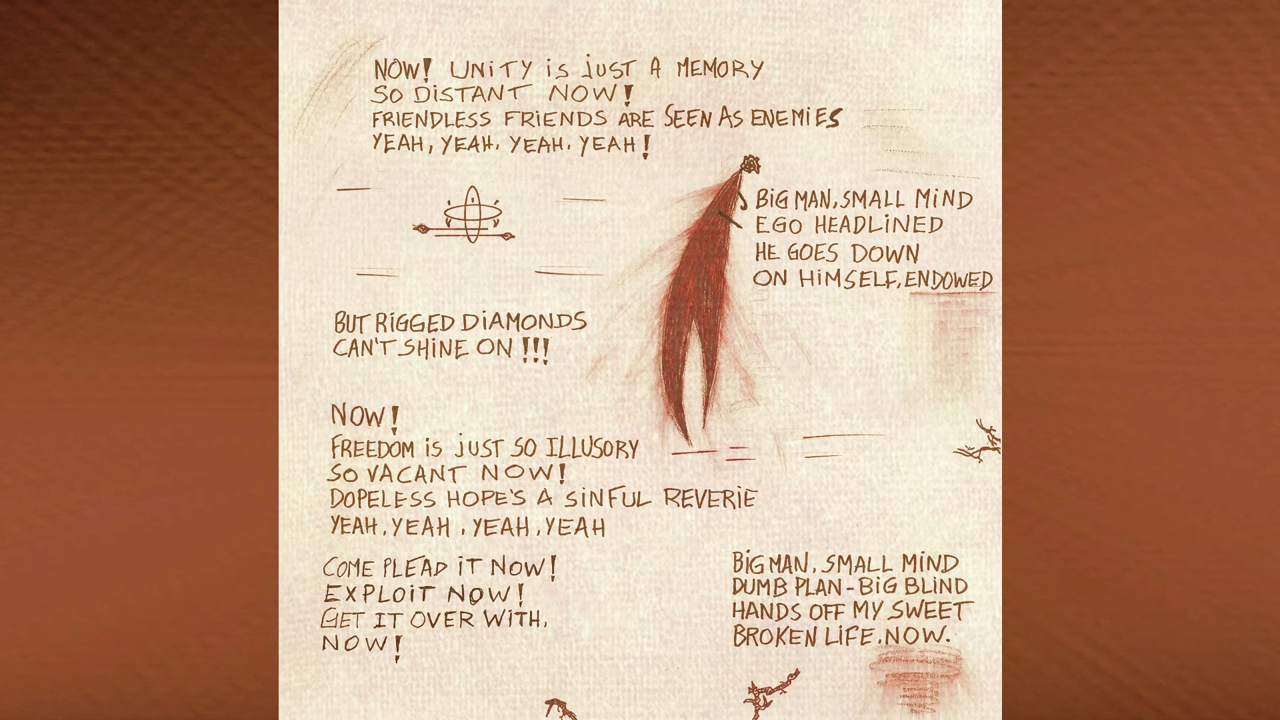 NOW! UNITY iS JUST A MEMORY
SO DISTANT NOW!
FRIENDLESS FRIENDS ARE SEEN AS ENEMIES
YEAH, YEAH. YEAH. YEAH!
BIG MAN, SMALL MIND
EGO HEADLINED
HE GOES DOWN
ON HIMSELF, ENDOWED
BUT RIGGED DIAMONDS
CAN'T SHINE ON !!!
NOW!
FREEDOM IS JUST SO ILLUSORY
SO VACANT NOW!
DOPELESS HOPE'S A SINFUL REVERIE
YEAH. YEAH. YEAH. YEAH
COME PLEAD IT NOW!
EXPLOIT NOW!
GET IT OVER WITH,
NOW!
BIG MAN, SMALL MIND
DUMB PLAN-BIG BLIND
HANDS OFF MY SWEET
BROKEN LIFE. NOW.